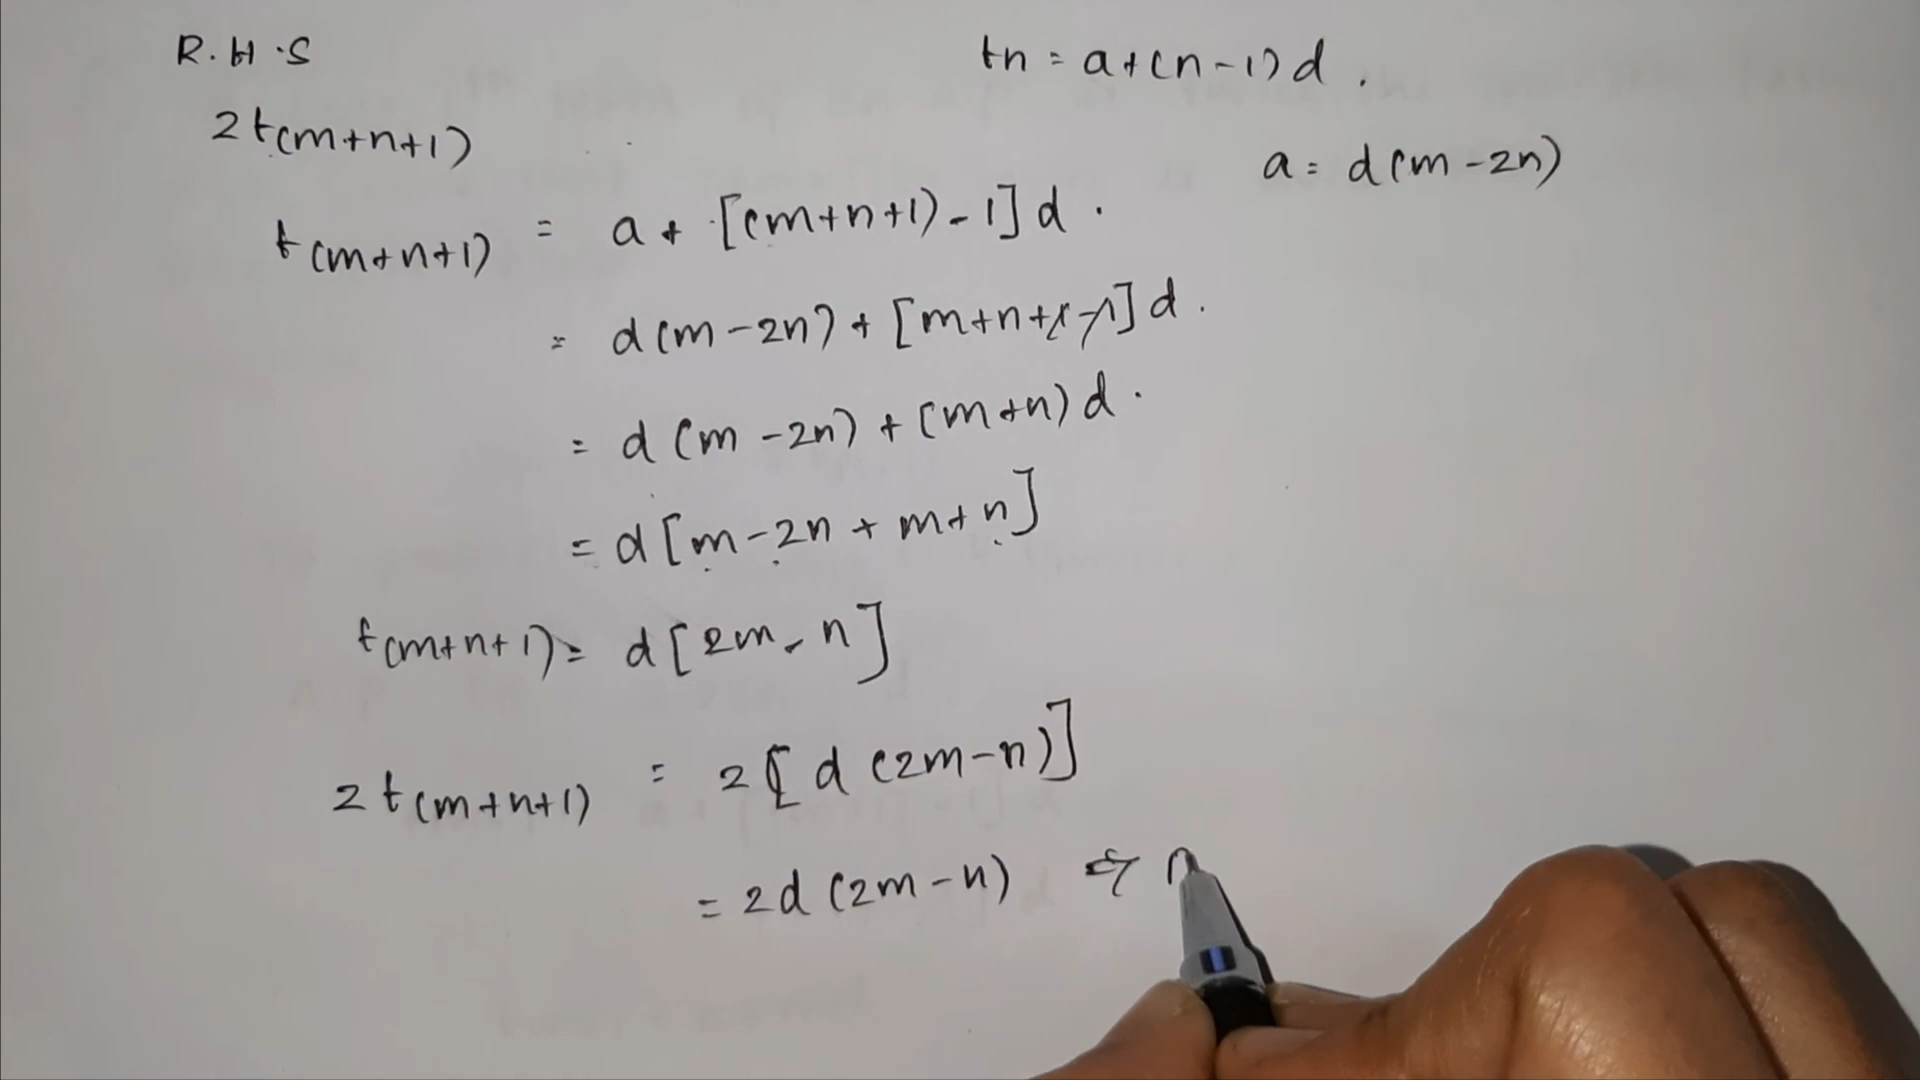 R.H.S
tn = a+(n-1)d.
2t(m+n+1)
a = d(m-2n)
t(m+n+1) = a+[(m+n+1)-1]d.
= d(m-2n)+[m+n+1-1]d.
= d(m-2n)+(m+n)d.
= d[m-2n+m+n]
t(m+n+1) = d[2m-n]
2t(m+n+1) = 2[d(2m-n)]
= 2d(2m-n)